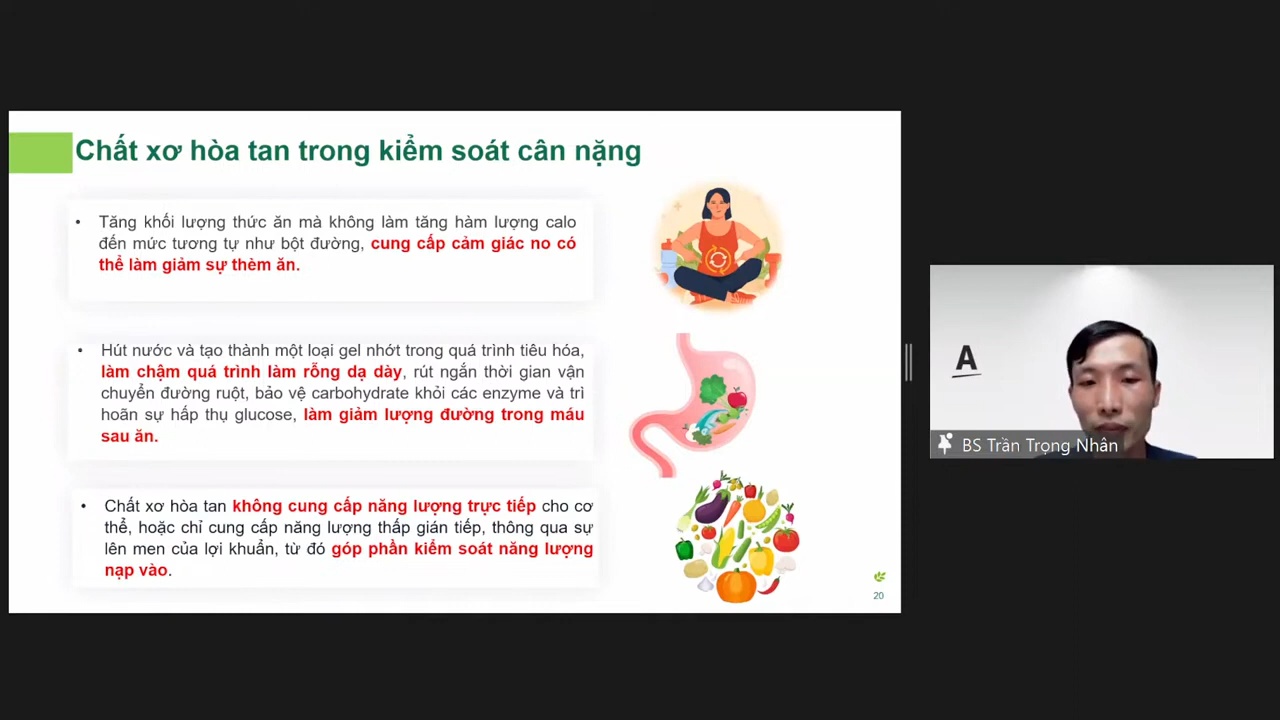 Chất xơ hòa tan trong kiểm soát cân nặng
• Tăng khối lượng thức ăn mà không làm tăng hàm lượng calo
đến mức tương tự như bột đường, cung cấp cảm giác no có
thể làm giảm sự thèm ăn.
• Hút nước và tạo thành một loại gel nhớt trong quá trình tiêu hóa,
làm chậm quá trình làm rỗng dạ dày, rút ngắn thời gian vận
chuyển đường ruột, bảo vệ carbohydrate khỏi các enzyme và trì
hoãn sự hấp thụ glucose, làm giảm lượng đường trong máu
sau ăn.
• Chất xơ hòa tan không cung cấp năng lượng trực tiếp cho cơ
thể, hoặc chỉ cung cấp năng lượng thấp gián tiếp, thông qua sự
lên men của lợi khuẩn, từ đó góp phần kiểm soát năng lượng
nạp vào.
20
A
BS Trần Trọng Nhân